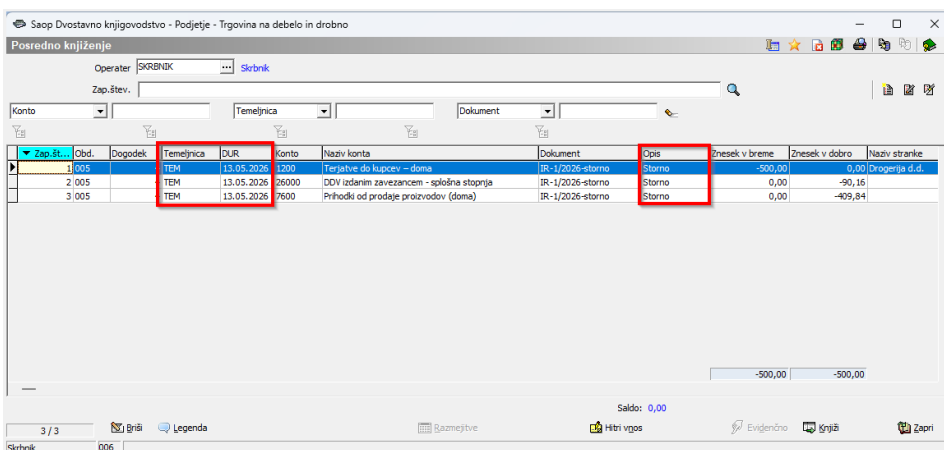 Saop Dvostavno knjigovodstvo - Podjetje - Trgovina na debelo in drobno
Posredno knjiženje
Operater SKRBNIK ... Skrbnik
Zap.štev.
Konto Temeljnica Dokument
Zap.št... Obd. Dogodek Temeljnica DUR Konto Naziv konta Dokument Opis Znesek v breme Znesek v dobro Naziv stranke
1 005 TEM 13.05.2026 1200 Terjatve do kupcev – doma IR-1/2026-storno Storno -500,00 0,00 Drogerija d.d.
2 005 TEM 13.05.2026 26000 DDV izdanim zavezancem - splošna stopnja IR-1/2026-storno Storno 0,00 -90,16
3 005 TEM 13.05.2026 7600 Prihodki od prodaje proizvodov (doma) IR-1/2026-storno Storno 0,00 -409,84
-500,00 -500,00
Saldo: 0,00
3 / 3 Briši Legenda Razmejitve Hitri vnos Evidenčno Knjiži Zapri
Skrbnik 006